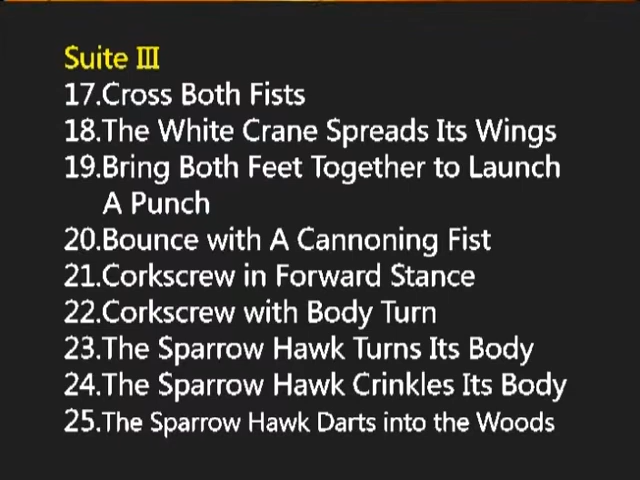 Suite III
17.Cross Both Fists
18.The White Crane Spreads Its Wings
19.Bring Both Feet Together to Launch
A Punch
20.Bounce with A Cannoning Fist
21.Corkscrew in Forward Stance
22.Corkscrew with Body Turn
23.The Sparrow Hawk Turns Its Body
24.The Sparrow Hawk Crinkles Its Body
25.The Sparrow Hawk Darts into the Woods